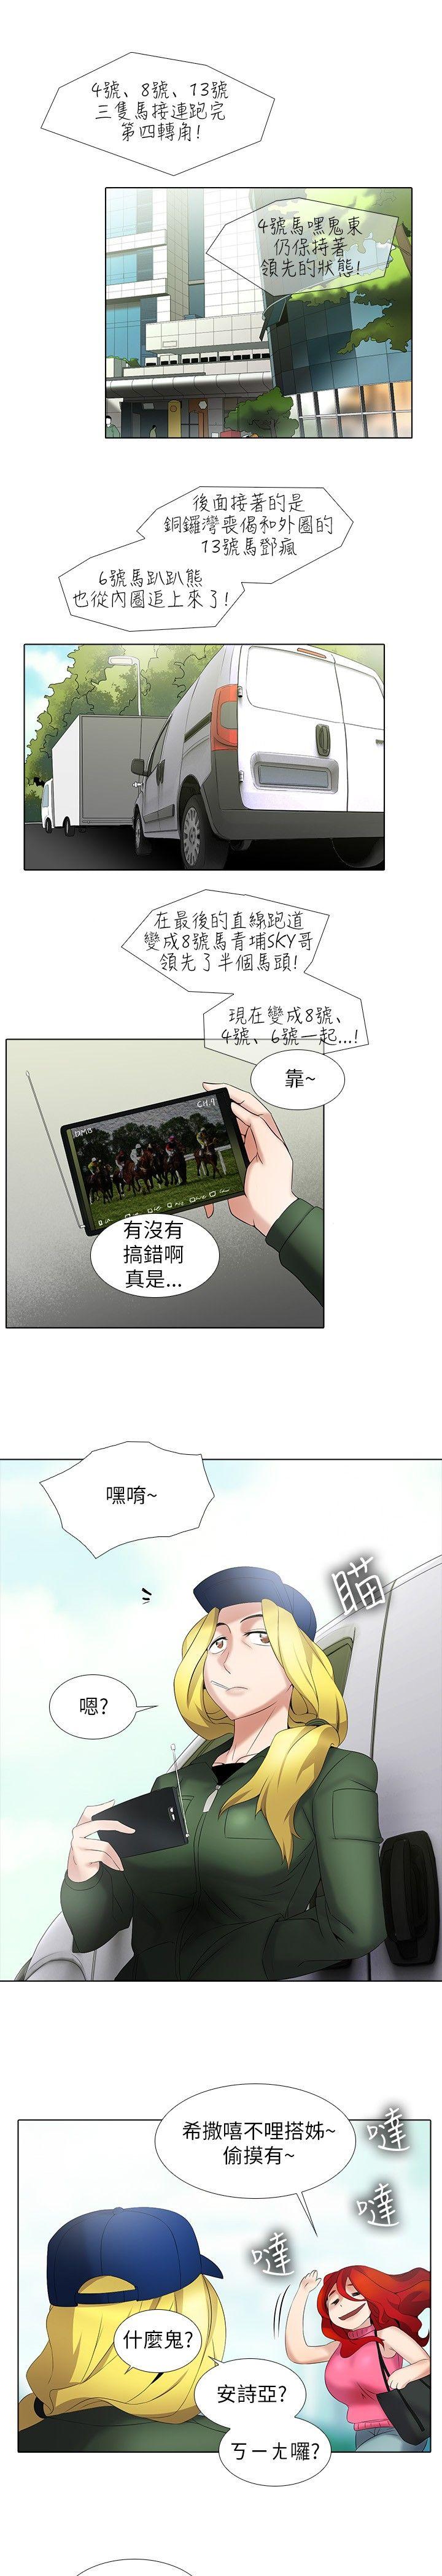 4號、8號、13號
三隻馬接連跑完
第四轉角!
4號馬嘿鬼東
仍保持著
領先的狀態!
後面接著的是
銅鑼灣喪偈和外圈的
13號馬鄧瘋
6號馬趴趴熊
也從內圈追上來了!
在最後的直線跑道
變成8號馬青埔SKY哥
領先了半個馬頭!
現在變成8號、
4號、6號一起...!
靠~
DMB
CH.9
有沒有
搞錯啊
真是...
嘿唷~
瞄
嗯?
希撒嘻不哩搭姊~
偷摸有~
噠
噠
噠
什麼鬼?
安詩亞?
ㄎㄧㄤ囉?